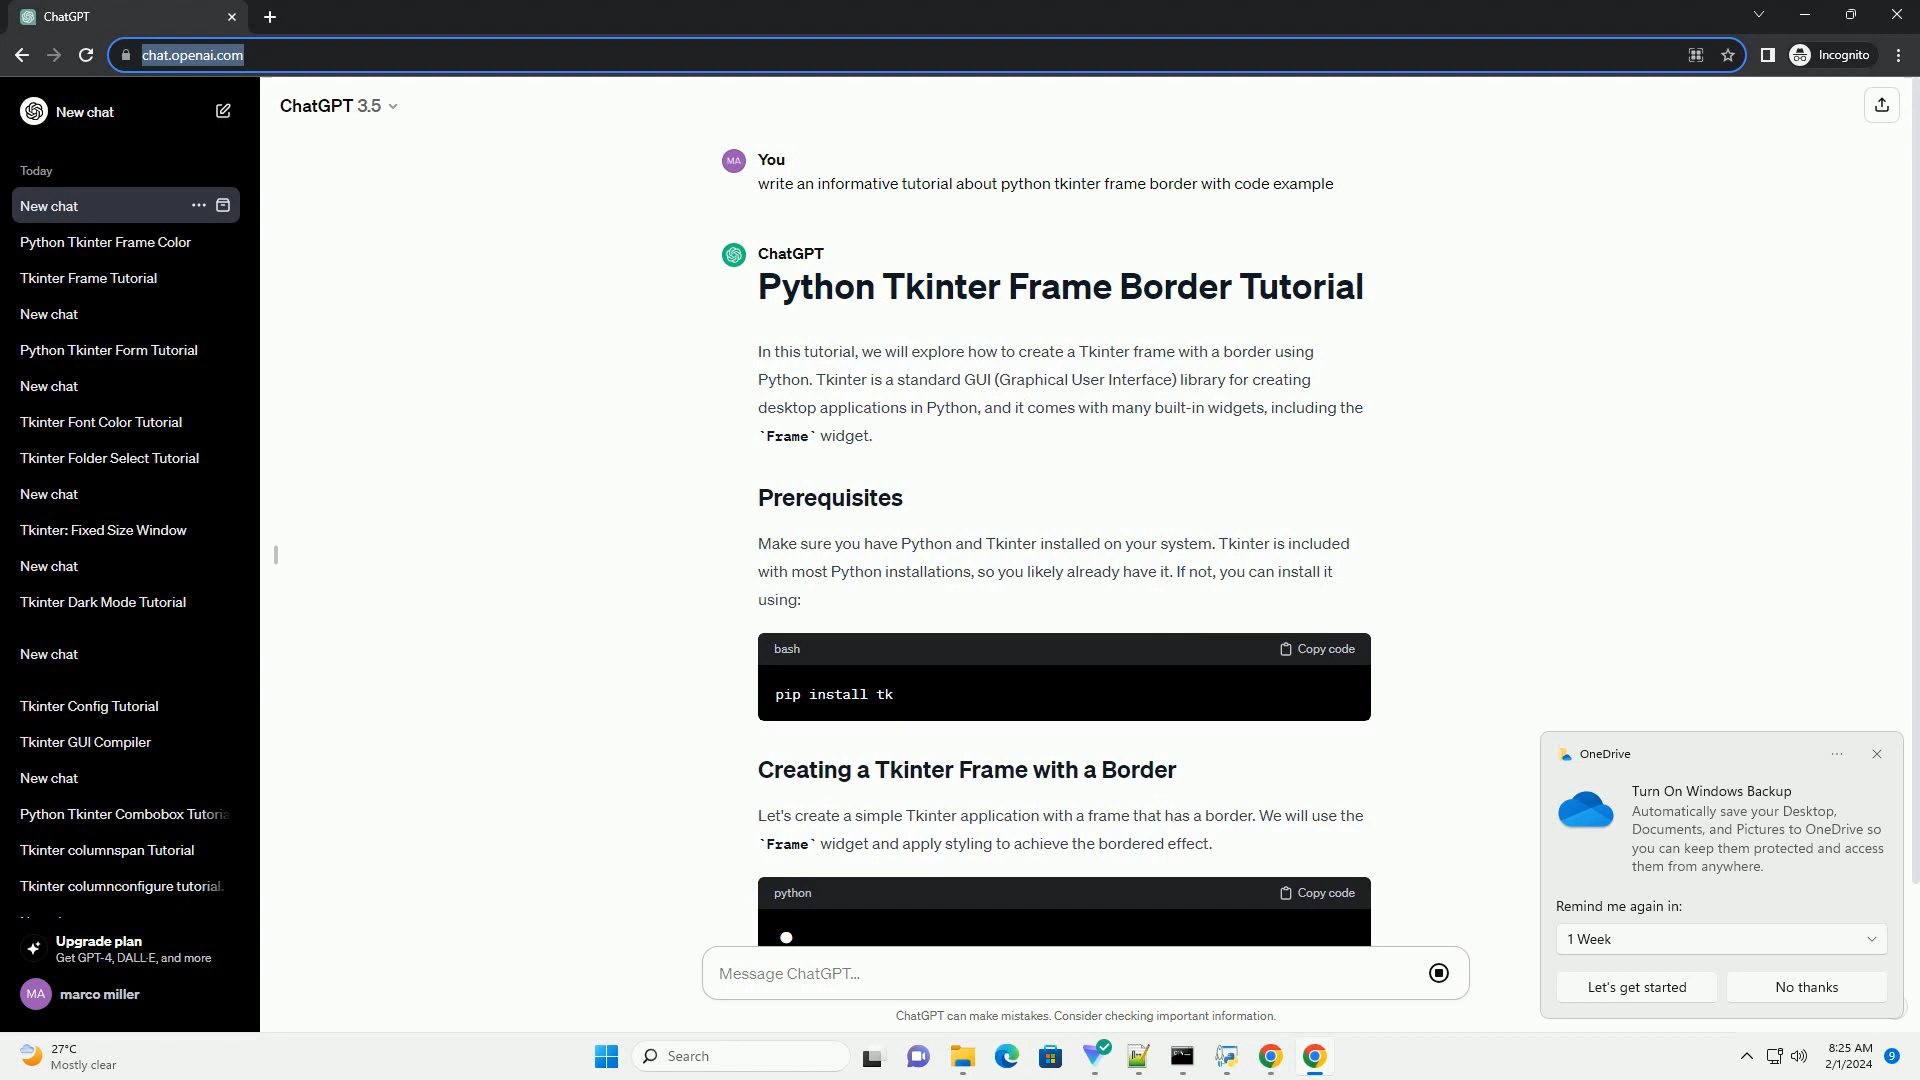 ChatGPT
chat.openai.com
Incognito
New chat
Today
New chat
Python Tkinter Frame Color
Tkinter Frame Tutorial
New chat
Python Tkinter Form Tutorial
New chat
Tkinter Font Color Tutorial
Tkinter Folder Select Tutorial
New chat
Tkinter: Fixed Size Window
New chat
Tkinter Dark Mode Tutorial
New chat
Tkinter Config Tutorial
Tkinter GUI Compiler
New chat
Python Tkinter Combobox Tutoria
Tkinter columnspan Tutorial
Tkinter columnconfigure tutorial.
Upgrade plan
Get GPT-4, DALL·E, and more
MA
marco miller
ChatGPT 3.5
MA
You
write an informative tutorial about python tkinter frame border with code example
ChatGPT
Python Tkinter Frame Border Tutorial
In this tutorial, we will explore how to create a Tkinter frame with a border using
Python. Tkinter is a standard GUI (Graphical User Interface) library for creating
desktop applications in Python, and it comes with many built-in widgets, including the
`Frame` widget.
Prerequisites
Make sure you have Python and Tkinter installed on your system. Tkinter is included
with most Python installations, so you likely already have it. If not, you can install it
using:
bash
Copy code
pip install tk
Creating a Tkinter Frame with a Border
Let's create a simple Tkinter application with a frame that has a border. We will use the
`Frame` widget and apply styling to achieve the bordered effect.
python
Copy code
Message ChatGPT...
ChatGPT can make mistakes. Consider checking important information.
OneDrive
Turn On Windows Backup
Automatically save your Desktop,
Documents, and Pictures to OneDrive so
you can keep them protected and access
them from anywhere.
Remind me again in:
1 Week
Let's get started
No thanks
27°C
Mostly clear
Search
8:25 AM
2/1/2024
9